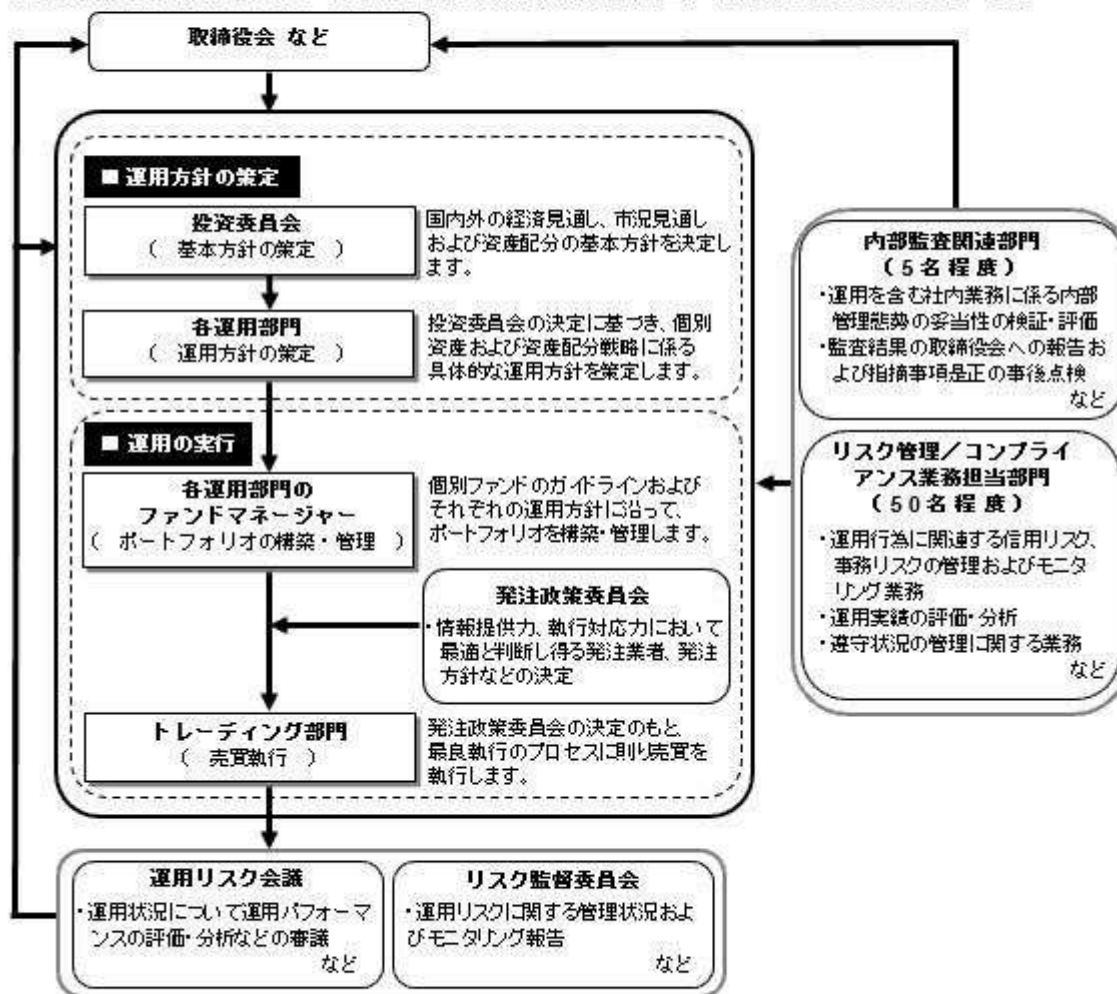 取締役会 など
■ 運用方針の策定
投資委員会
( 基本方針の策定 )
国内外の経済見通し、市況見通し
および資産配分の基本方針を決定し
ます。
各運用部門
( 運用方針の策定 )
投資委員会の決定に基づき、個別
資産および資産配分戦略に係る
具体的な運用方針を策定します。
■ 運用の実行
各運用部門の
ファンドマネージャー
( ポートフォリオの構築・管理 )
個別ファンドのガイドラインおよび
それぞれの運用方針に沿って、
ポートフォリオを構築・管理します。
発注政策委員会
・情報提供力、執行対応力において
最適と判断し得る発注業者、発注
方針などの決定
トレーディング部門
( 売買執行 )
発注政策委員会の決定のもと
最良執行のプロセスに則り売買を
執行します。
内部監査関連部門
(5名程度)
・運用を含む社内業務に係る内部
管理態勢の妥当性の検証・評価
・監査結果の取締役会への報告お
よび指摘事項是正の事後点検
など
リスク管理/コンプライ
アンス業務担当部門
(50名程度)
・運用行為に関連する信用リスク、
事務リスクの管理およびモニタ
リング業務
・運用実績の評価・分析
・遵守状況の管理に関する業務
など
運用リスク会議
・運用状況について運用パフォーマ
ンスの評価・分析などの審議
など
リスク監督委員会
・運用リスクに関する管理状況およ
びモニタリング報告
など